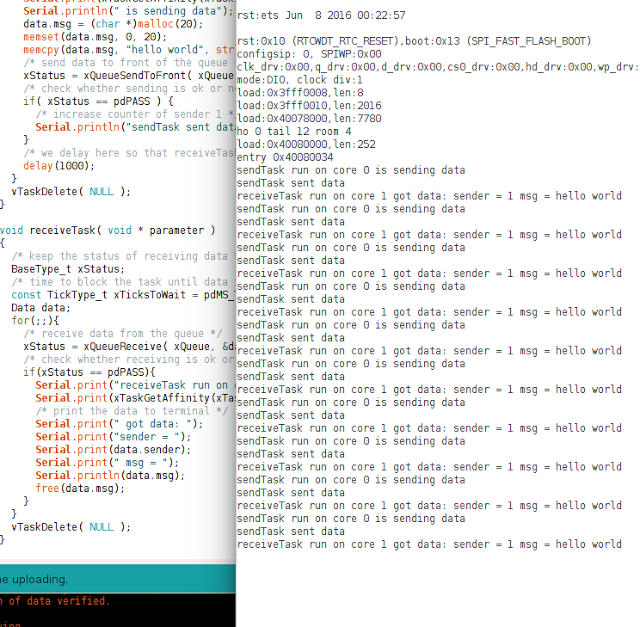 Serial.println(" is sending data");
data.msg = (char *)malloc(20);
memset(data.msg, 0, 20);
memcpy(data.msg, "hello world",
/* send data to front of the queue
xStatus = xQueueSendToFront( xQueue
/* check whether sending is ok or
if( xStatus == pdPASS ) {
/* increase counter of sender 1 *
Serial.println("sendTask sent
}
/* we delay here so that
delay(1000);
}
vTaskDelete( NULL );
}
void receiveTask( void * parameter )
{
/* keep the status of receiving data
BaseType_t xStatus;
/* time to block the task until data
const TickType_t xTicksToWait =
Data data;
for(;;){
/* receive data from the queue */
xStatus = xQueueReceive( xQueue,
/* check whether receiving is ok or
if(xStatus == pdPASS){
Serial.print("receiveTask run on
/* print the data to terminal */
Serial.print(" got data: ");
Serial.print("sender = ");
Serial.print(data.sender);
Serial.print(" msg = ");
Serial.println(data.msg);
free(data.msg);
}
}
vTaskDelete( NULL );
}
uploading.
of data verified.
rst:ets Jun 8 2016 00:22:57
rst:0x10 (RTCWDT_RTC_RESET),boot:0x13 (SPI_FAST_FLASH_BOOT)
configsip: 0, SPIWP:0x00
clk_drv:0x00,q_drv:0x00,d_drv:0x00,cs0_drv:0x00,hd_drv:0x00,wp_drv:
mode:DIO, clock div:1
load:0x3fff0008,len:8
load:0x3fff0010,len:2016
load:0x40078000,len:7780
ho 0 tail 12 room 4
load:0x40080000,len:252
entry 0x40080034
sendTask run on core 0 is sending data
sendTask sent data
receiveTask run on core 1 got data: sender = 1 msg = hello world
sendTask run on core 0 is sending data
sendTask sent data
receiveTask run on core 1 got data: sender = 1 msg = hello world
sendTask run on core 0 is sending data
sendTask sent data
receiveTask run on core 1 got data: sender = 1 msg = hello world
sendTask run on core 0 is sending data
sendTask sent data
receiveTask run on core 1 got data: sender = 1 msg = hello world
sendTask run on core 0 is sending data
sendTask sent data
receiveTask run on core 1 got data: sender = 1 msg = hello world
sendTask run on core 0 is sending data
sendTask sent data
receiveTask run on core 1 got data: sender = 1 msg = hello world
sendTask run on core 0 is sending data
sendTask sent data
receiveTask run on core 1 got data: sender = 1 msg = hello world
sendTask run on core 0 is sending data
sendTask sent data
receiveTask run on core 1 got data: sender = 1 msg = hello world
sendTask run on core 0 is sending data
sendTask sent data
receiveTask run on core 1 got data: sender = 1 msg = hello world
sendTask run on core 0 is sending data
sendTask sent data
receiveTask run on core 1 got data: sender = 1 msg = hello world